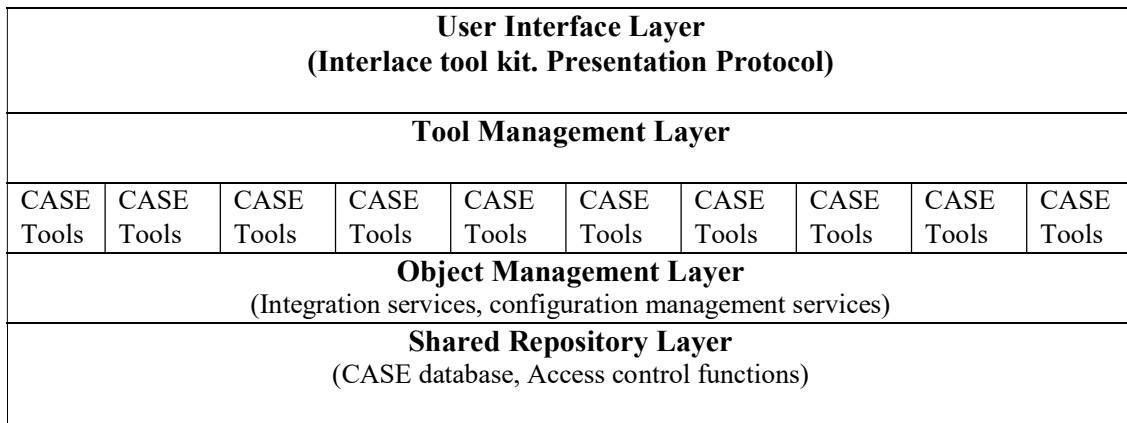 User Interface Layer
(Interlace tool kit. Presentation Protocol)
Tool Management Layer
CASE CASE CASE CASE CASE CASE CASE CASE CASE CASE
Tools Tools Tools Tools Tools Tools Tools Tools Tools Tools
Object Management Layer
(Integration services, configuration management services)
Shared Repository Layer
(CASE database, Access control functions)